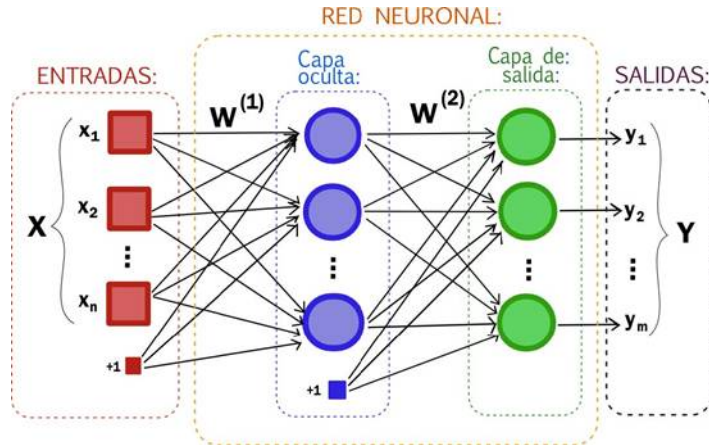 RED NEURONAL:
ENTRADAS:
Capa
oculta:
Capa de:
salida:
SALIDAS:
W(1)
W(2)
x1
y1
x2
y2
X
Y
xn
ym
+1
+1